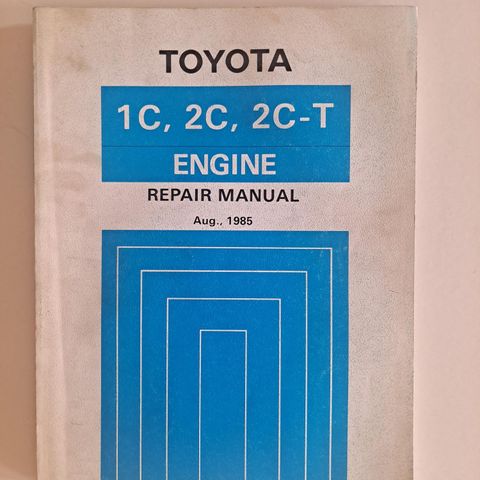 TOYOTA
1C, 2C, 2C-T
ENGINE
REPAIR MANUAL
Aug., 1985